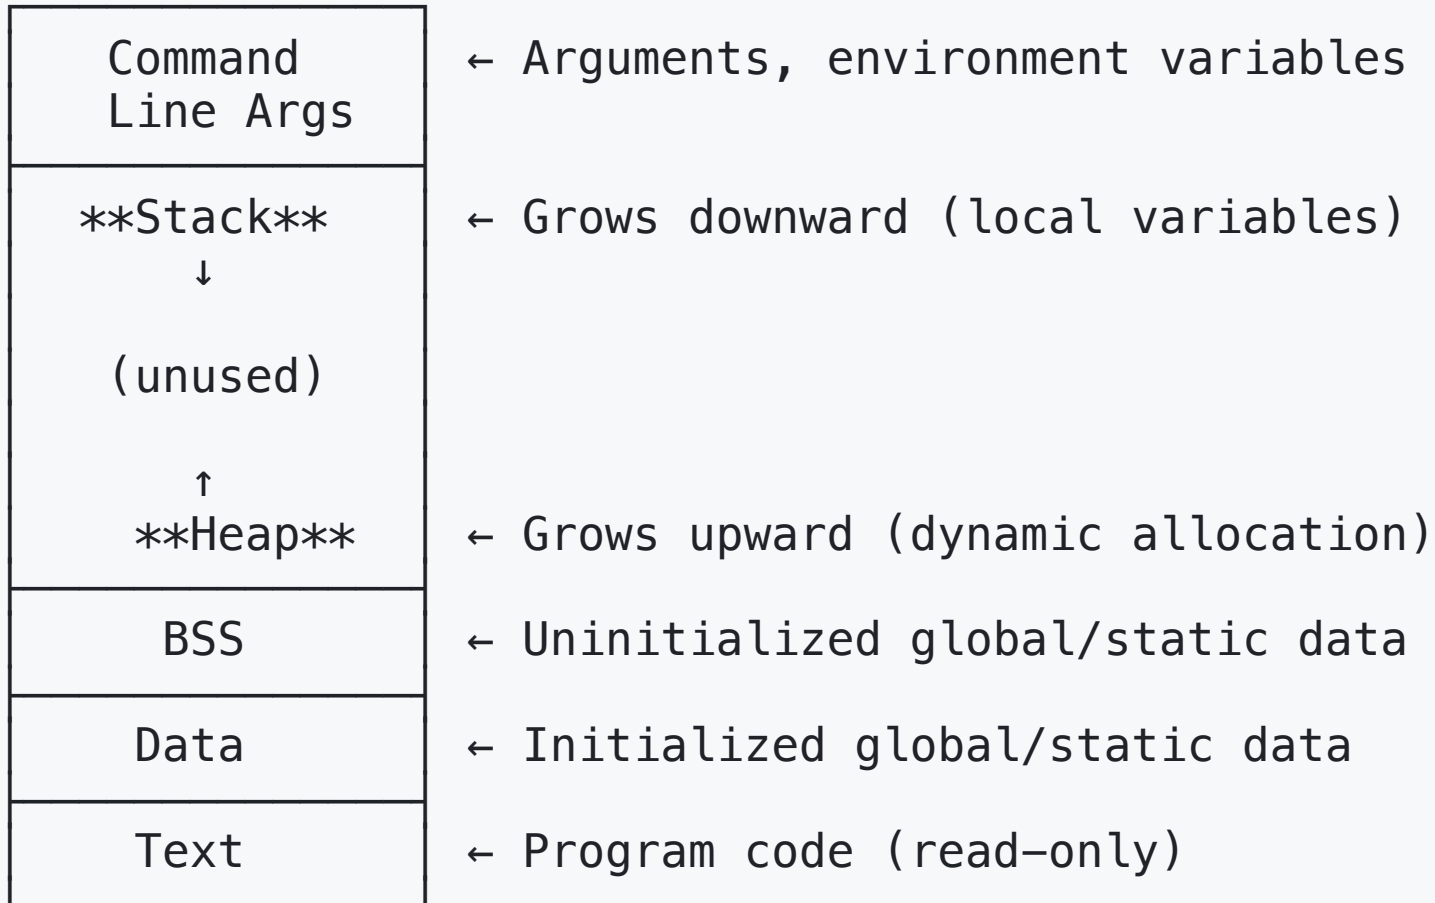 Command ← Arguments, environment variables
Line Args
**Stack** ← Grows downward (local variables)
↓
(unused)
↑
**Heap** ← Grows upward (dynamic allocation)
BSS ← Uninitialized global/static data
Data ← Initialized global/static data
Text ← Program code (read-only)